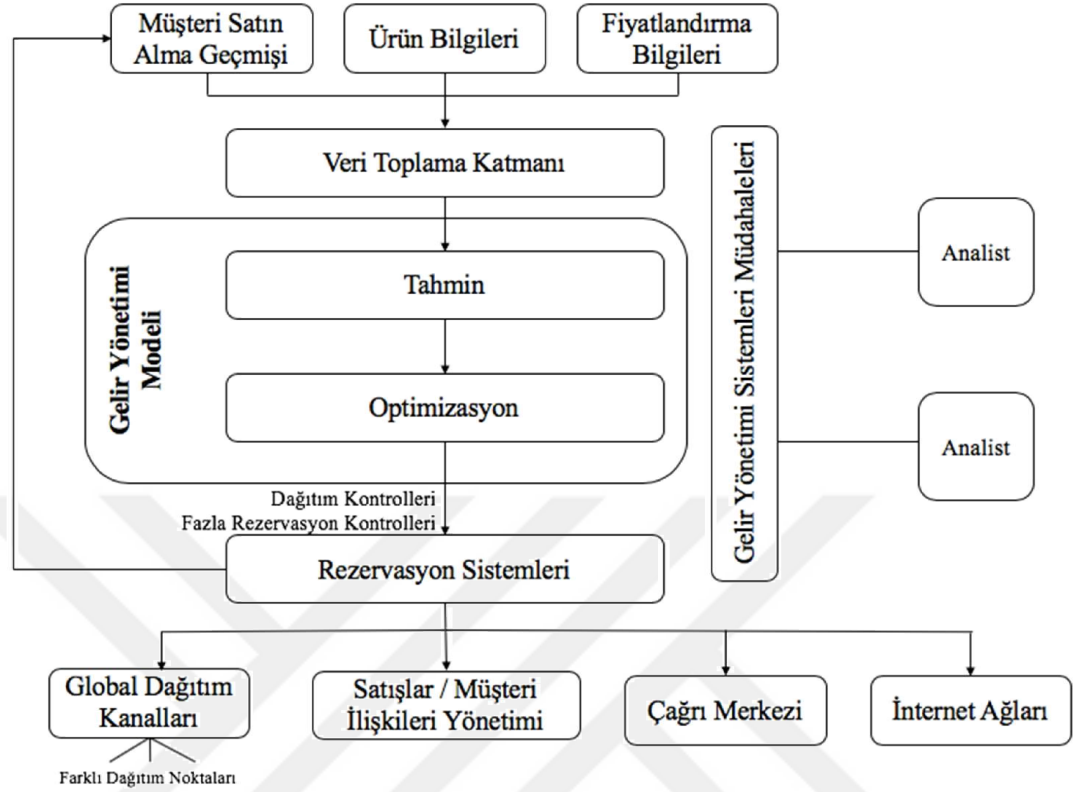 Müşteri Satın
Alma Geçmişi
Ürün Bilgileri
Fiyatlandırma
Bilgileri
Veri Toplama Katmanı
Gelir Yönetimi
Modeli
Tahmin
Optimizasyon
Gelir Yönetimi Sistemleri Müdahaleleri
Analist
Analist
Dağıtım Kontrolleri
Fazla Rezervasyon Kontrolleri
Rezervasyon Sistemleri
Global Dağıtım
Kanalları
Satışlar / Müşteri
İlişkileri Yönetimi
Çağrı Merkezi
İnternet Ağları
Farklı Dağıtım Noktaları